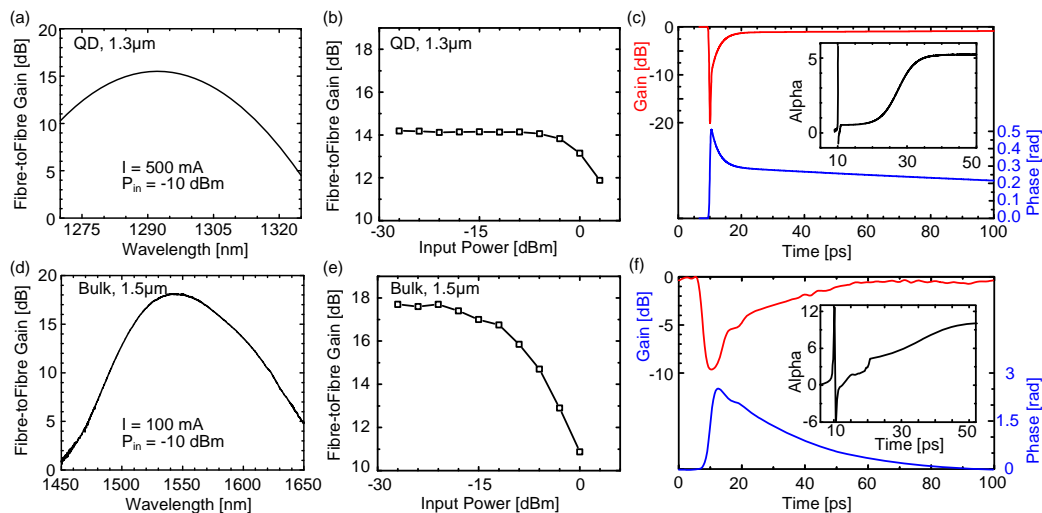 (a)
20
15
10
5
0
Fibre-toFibre Gain [dB]
QD, 1.3µm
I = 500 mA
Pin = -10 dBm
1275 1290 1305 1320
Wavelength [nm]
(b)
18
16
14
12
10
Fibre-toFibre Gain [dB]
QD, 1.3µm
-30 -15 0
Input Power [dBm]
(c)
0
-10
-20
Gain [dB]
5
0
Alpha
10 30 50
0.5
0.4
0.3
0.2
0.1
0.0
Phase [rad]
0 20 40 60 80 100
Time [ps]
(d)
20
15
10
5
0
Fibre-toFibre Gain [dB]
Bulk, 1.5µm
I = 100 mA
Pin = -10 dBm
1450 1500 1550 1600 1650
Wavelength [nm]
(e)
18
16
14
12
10
Fibre-toFibre Gain [dB]
Bulk, 1.5µm
-30 -15 0
Input Power [dBm]
(f)
0
-5
-10
Gain [dB]
12
6
0
-6
Alpha
10 30 50
Time [ps]
3
1.5
0
Phase [rad]
0 20 40 60 80 100
Time [ps]